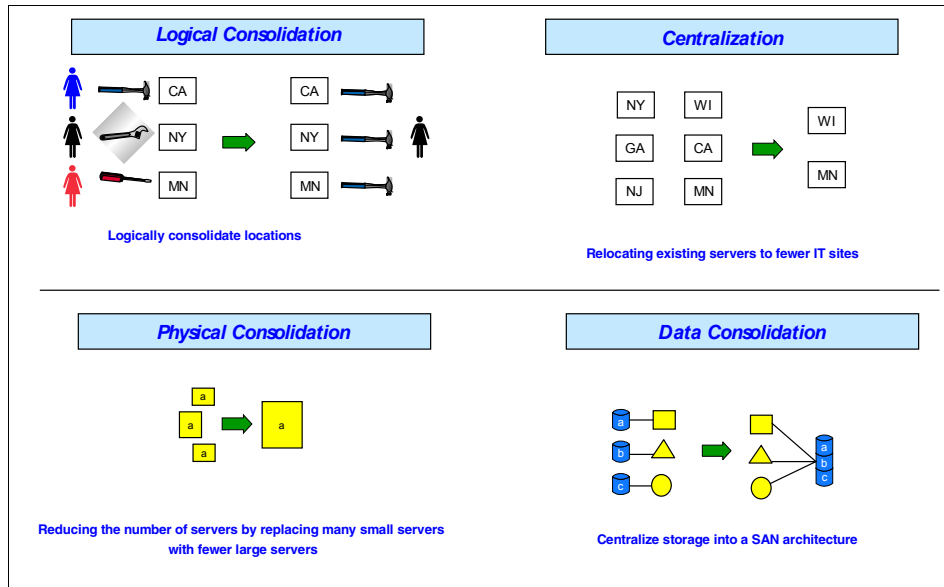 Logical Consolidation
CA
CA
NY
NY
MN
MN
Logically consolidate locations
Centralization
NY
WI
WI
GA
CA
MN
NJ
MN
Relocating existing servers to fewer IT sites
Physical Consolidation
a
a
a
a
Reducing the number of servers by replacing many small servers
with fewer large servers
Data Consolidation
a
b
c
a
b
c
Centralize storage into a SAN architecture